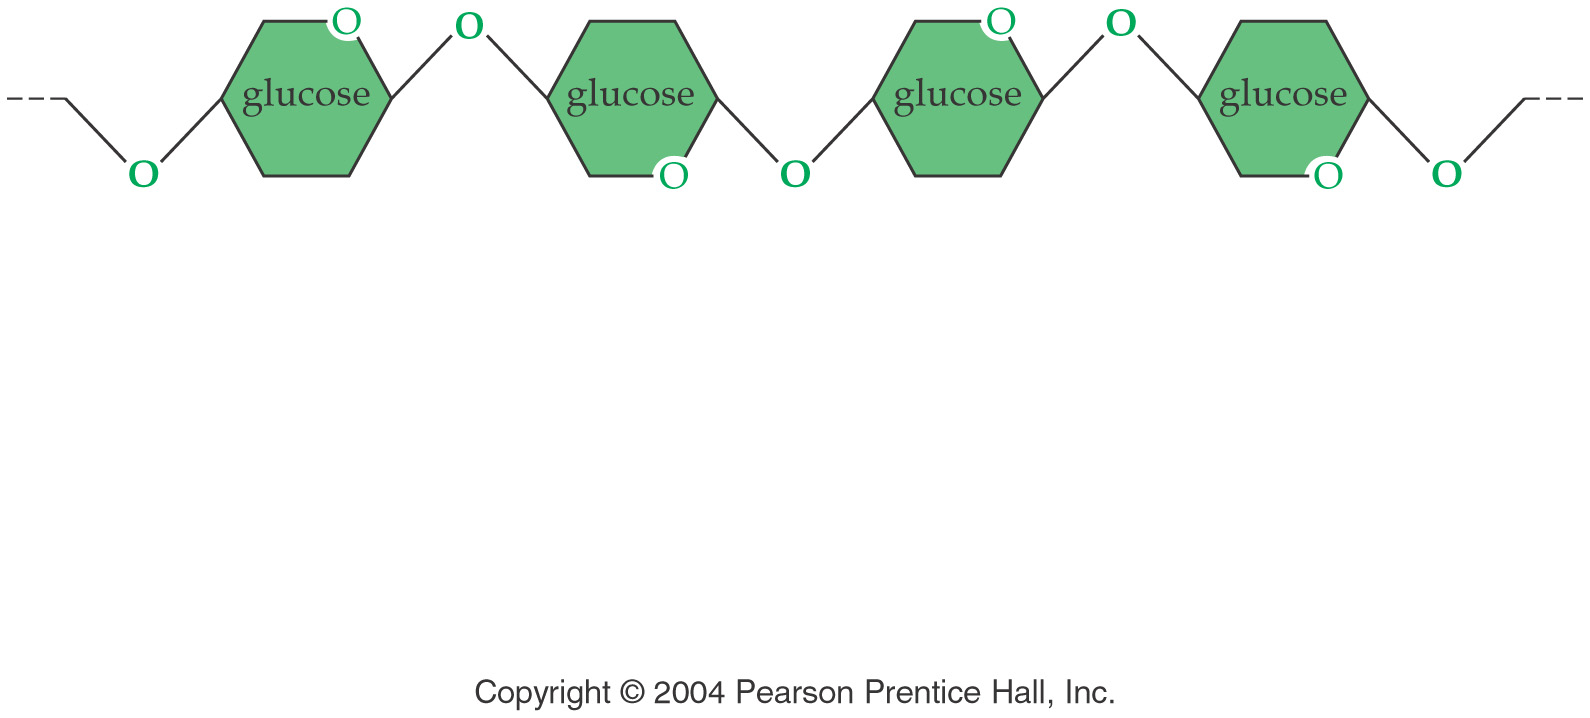 O O O O
glucose glucose glucose glucose
O O O O O
Copyright © 2004 Pearson Prentice Hall, Inc.